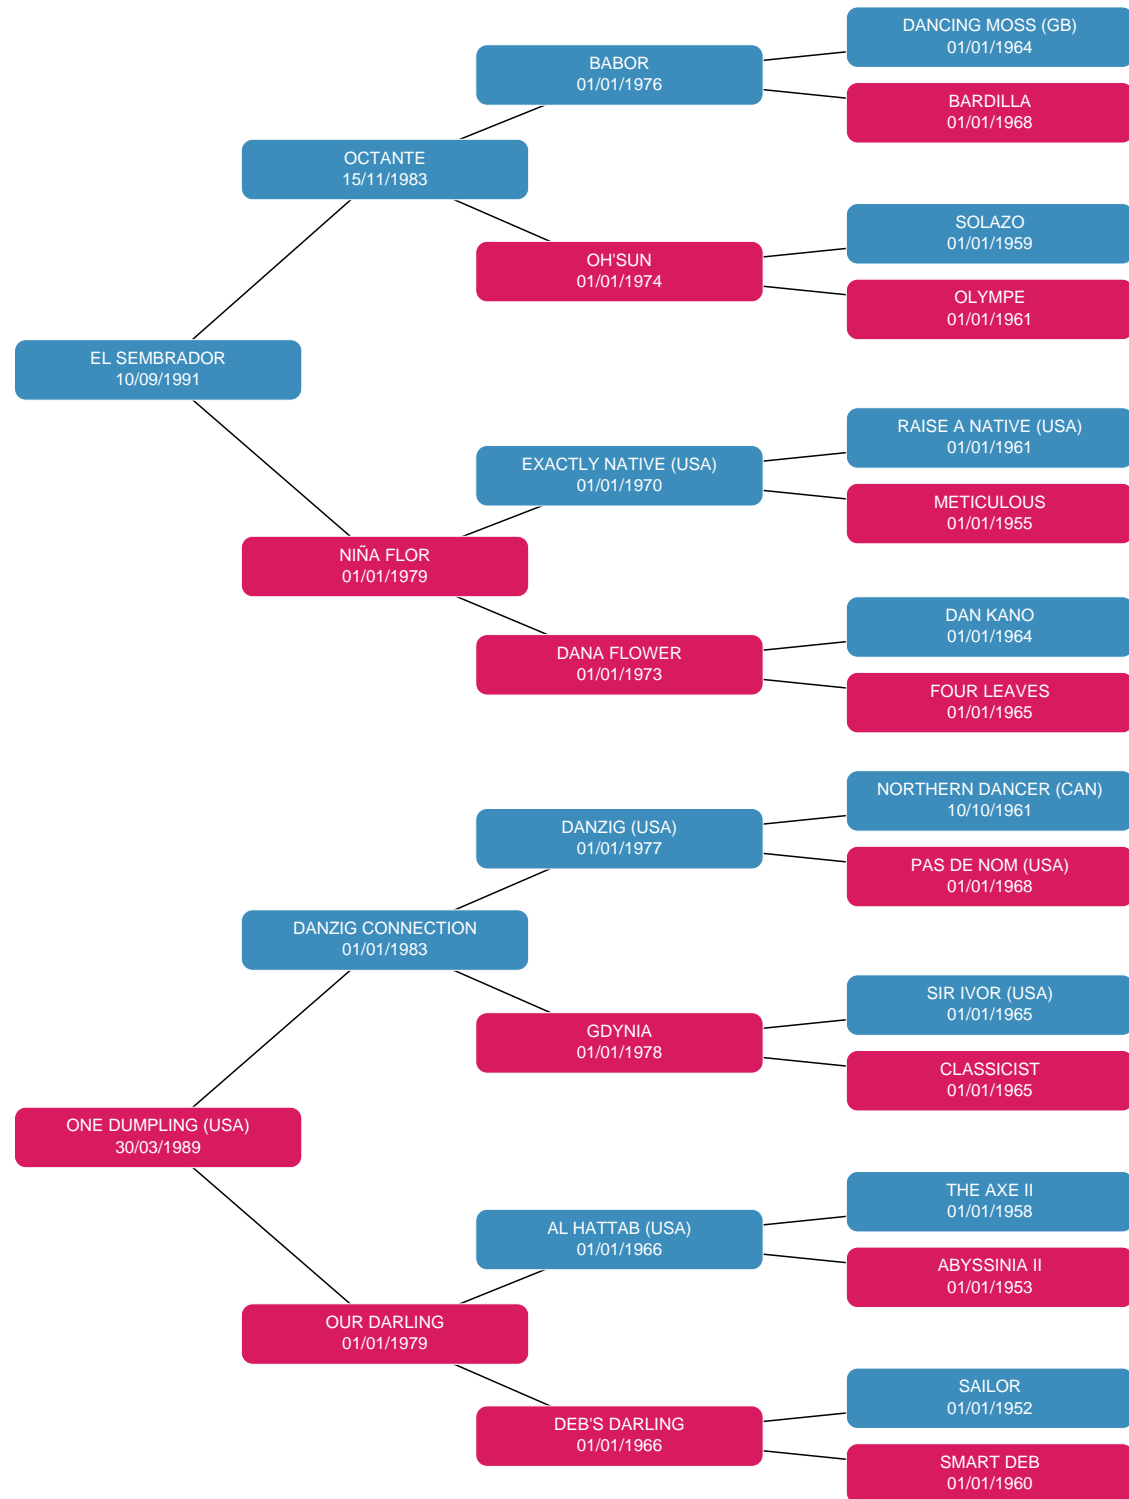 DANCING MOSS (GB)
01/01/1964
BABOR
01/01/1976
BARDILLA
01/01/1968
OCTANTE
15/11/1983
SOLAZO
01/01/1959
OH'SUN
01/01/1974
OLYMPE
01/01/1961
EL SEMBRADOR
10/09/1991
RAISE A NATIVE (USA)
01/01/1961
EXACTLY NATIVE (USA)
01/01/1970
METICULOUS
01/01/1955
NIÑA FLOR
01/01/1979
DAN KANO
01/01/1964
DANA FLOWER
01/01/1973
FOUR LEAVES
01/01/1965
NORTHERN DANCER (CAN)
10/10/1961
DANZIG (USA)
01/01/1977
PAS DE NOM (USA)
01/01/1968
DANZIG CONNECTION
01/01/1983
SIR IVOR (USA)
01/01/1965
GDYNIA
01/01/1978
CLASSICIST
01/01/1965
ONE DUMPLING (USA)
30/03/1989
THE AXE II
01/01/1958
AL HATTAB (USA)
01/01/1966
ABYSSINIA II
01/01/1953
OUR DARLING
01/01/1979
SAILOR
01/01/1952
DEB'S DARLING
01/01/1966
SMART DEB
01/01/1960